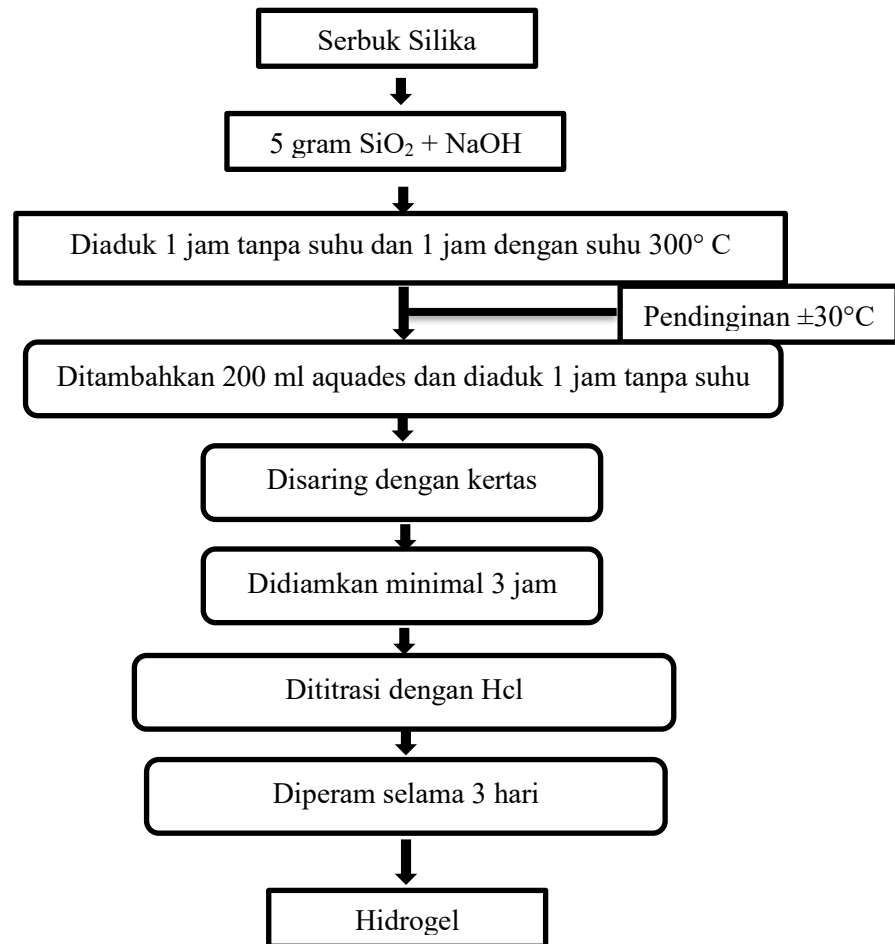 Serbuk Silika
5 gram SiO₂ + NaOH
Diaduk 1 jam tanpa suhu dan 1 jam dengan suhu 300° C
Pendinginan ±30°C
Ditambahkan 200 ml aquades dan diaduk 1 jam tanpa suhu
Disaring dengan kertas
Didiamkan minimal 3 jam
Dititrasi dengan Hcl
Diperam selama 3 hari
Hidrogel